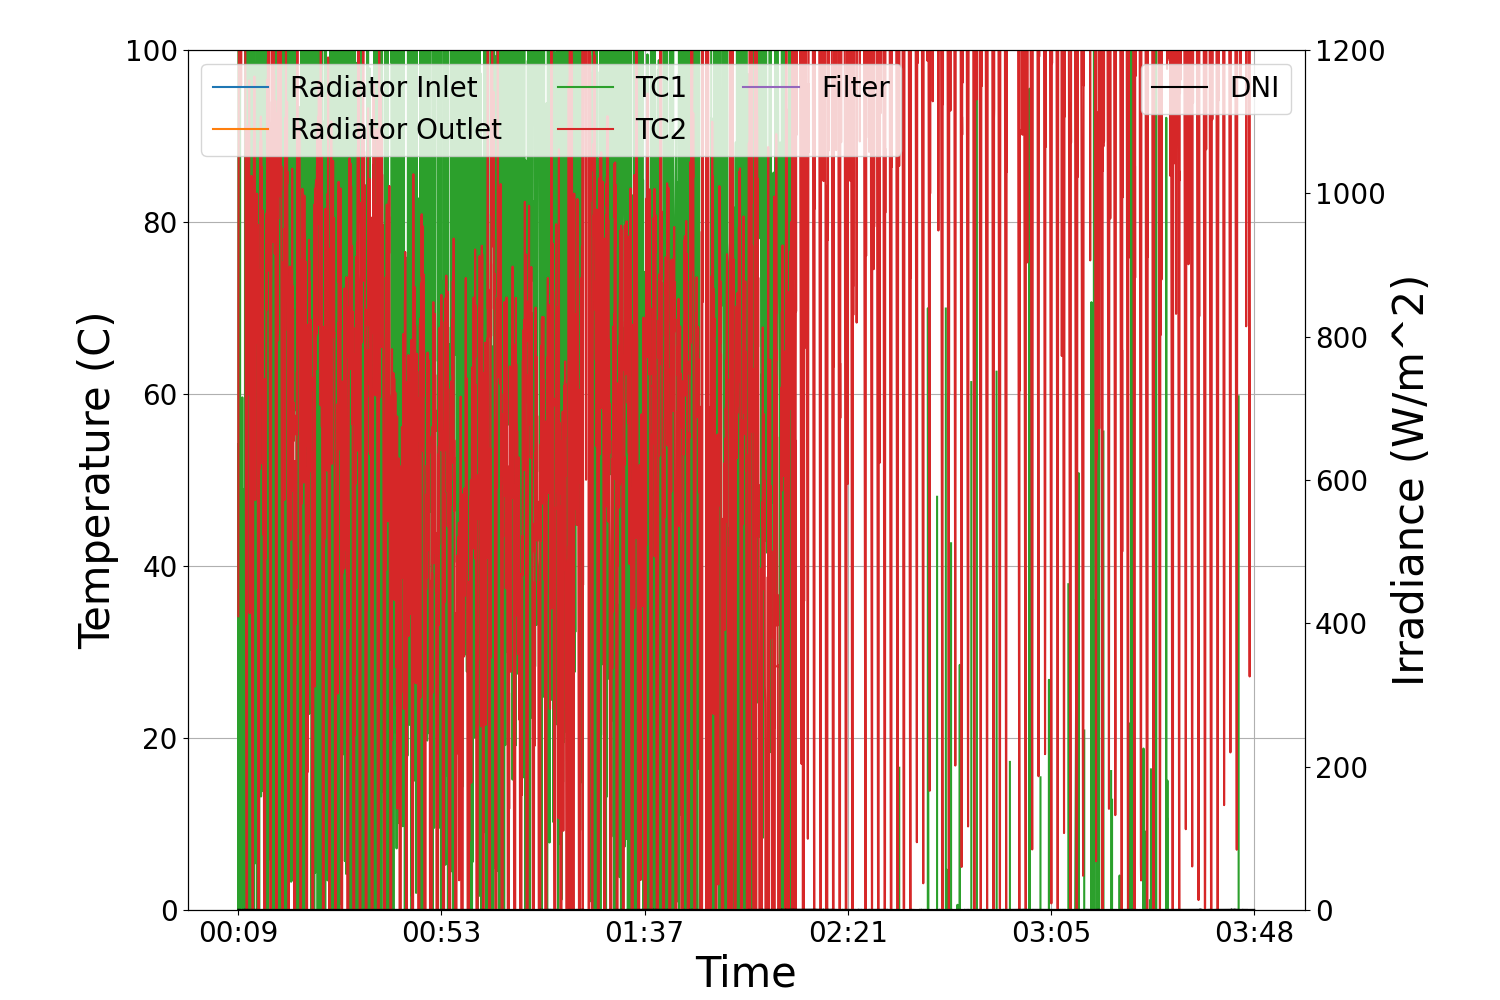 100
80
60
40
20
0
Temperature (C)
Radiator Inlet
Radiator Outlet
TC1
TC2
Filter
DNI
1200
1000
800
600
400
200
0
Irradiance (W/m^2)
00:09
00:53
01:37
02:21
03:05
03:48
Time